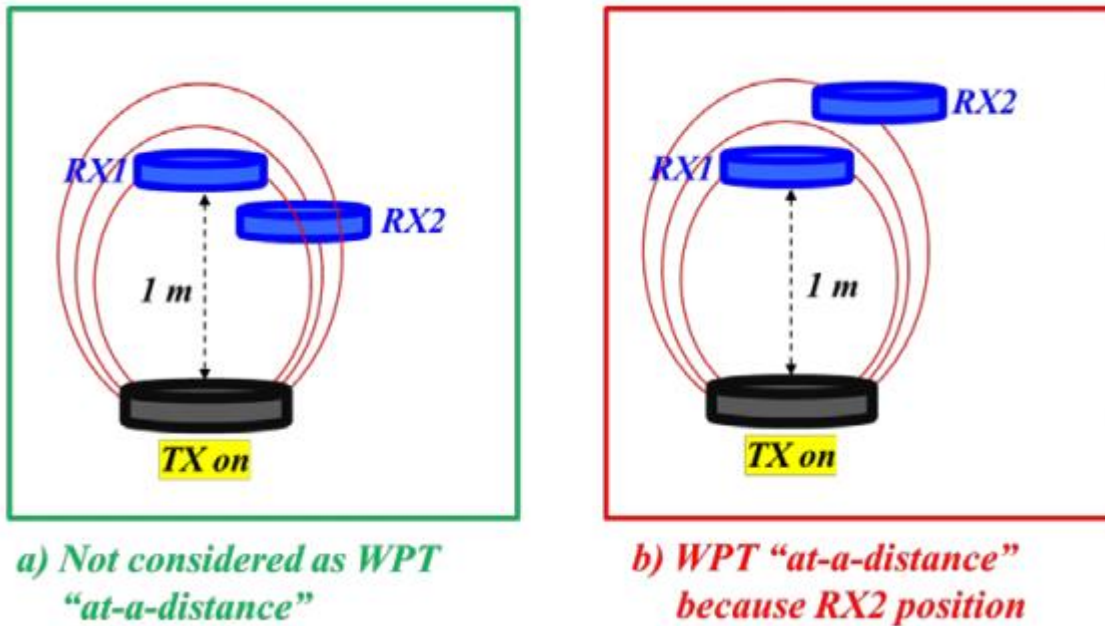 RX1
RX2
1 m
TX on
a) Not considered as WPT
"at-a-distance"
RX2
RX1
1 m
TX on
b) WPT "at-a-distance"
because RX2 position